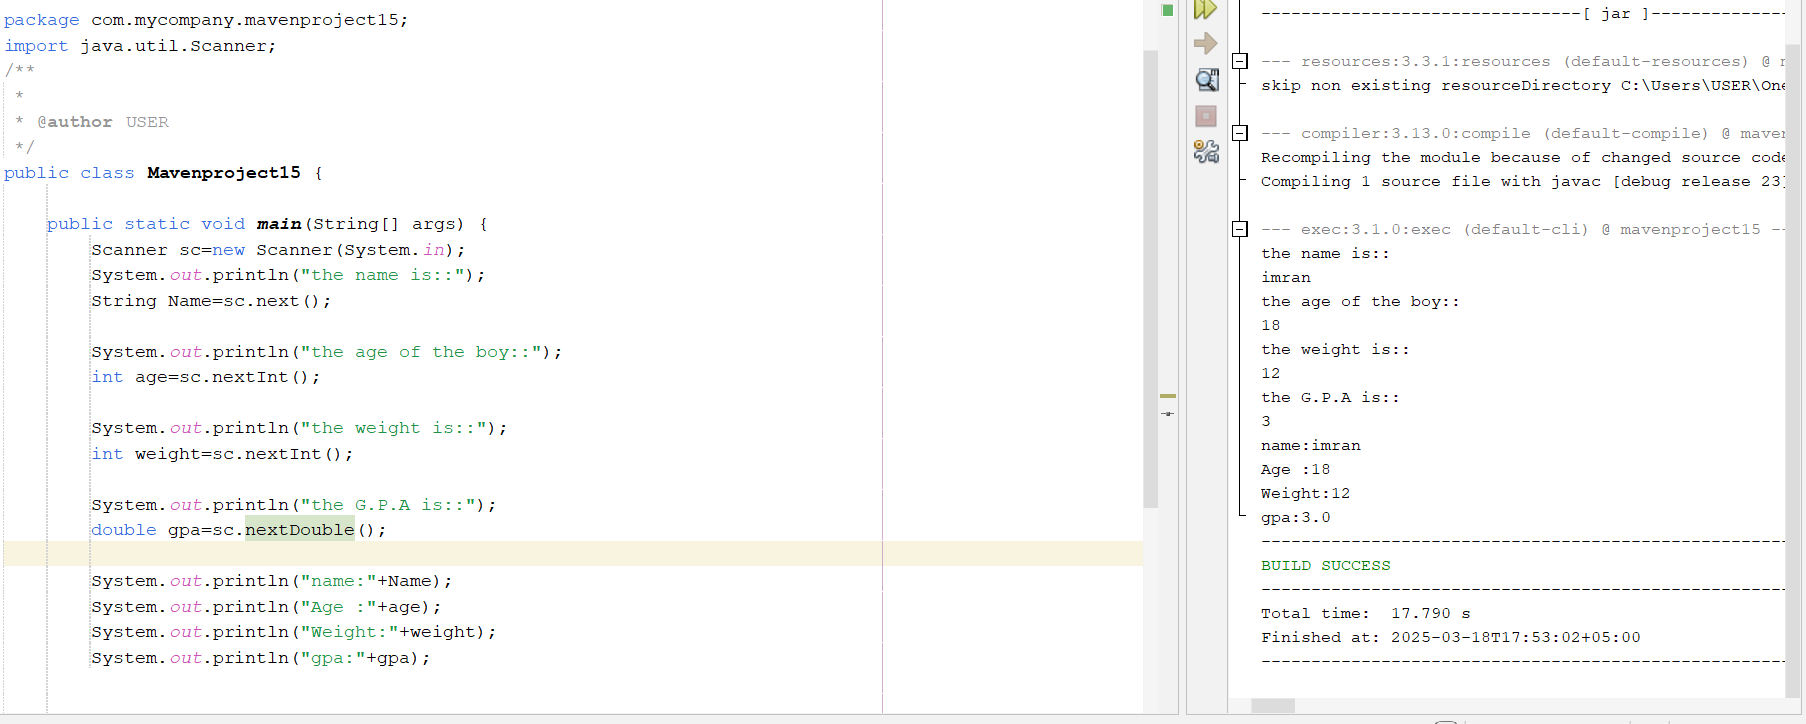 package com.mycompany.mavenproject15;
import java.util.Scanner;
/**
 *
 * @author USER
 */
public class Mavenproject15 {
public static void main(String[] args) {
Scanner sc=new Scanner(System.in);
System.out.println("the name is::");
String Name=sc.next();
System.out.println("the age of the boy::");
int age=sc.nextInt();
System.out.println("the weight is::");
int weight=sc.nextInt();
System.out.println("the G.P.A is::");
double gpa=sc.nextDouble();
System.out.println("name:"+Name);
System.out.println("Age :"+age);
System.out.println("Weight:"+weight);
System.out.println("gpa:"+gpa);
--------------------------------[ jar ]--------------
--- resources:3.3.1:resources (default-resources) @
skip non existing resourceDirectory C:\Users\USER\One
--- compiler:3.13.0:compile (default-compile) @ maven
Recompiling the module because of changed source code
Compiling 1 source file with javac [debug release 23]
--- exec:3.1.0:exec (default-cli) @ mavenproject15 --
the name is::
imran
the age of the boy::
18
the weight is::
12
the G.P.A is::
3
name:imran
Age :18
Weight:12
gpa:3.0
-----------------------------------------------------
BUILD SUCCESS
-----------------------------------------------------
Total time:  17.790 s
Finished at: 2025-03-18T17:53:02+05:00
-----------------------------------------------------